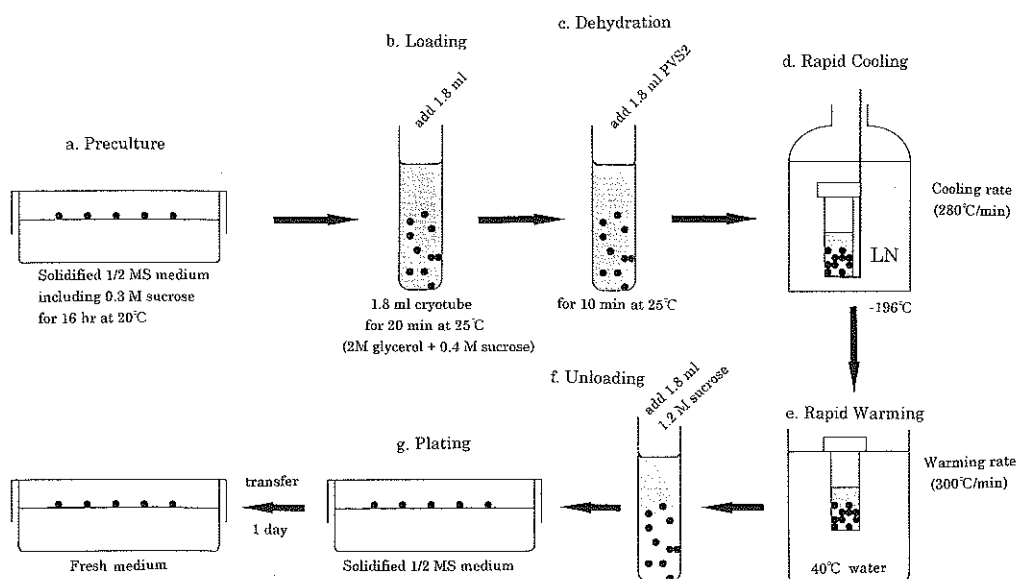 a. Preculture
Solidified 1/2 MS medium
including 0.3 M sucrose
for 16 hr at 20℃
b. Loading
add 1.8 ml
1.8 ml cryotube
for 20 min at 25℃
(2M glycerol + 0.4 M sucrose)
c. Dehydration
add 1.8 ml PVS2
for 10 min at 25℃
d. Rapid Cooling
Cooling rate
(280℃/min)
LN
-196℃
e. Rapid Warming
Warming rate
(300℃/min)
40℃ water
f. Unloading
add 1.8 ml
1.2 M sucrose
g. Plating
Solidified 1/2 MS medium
transfer
1 day
Fresh medium